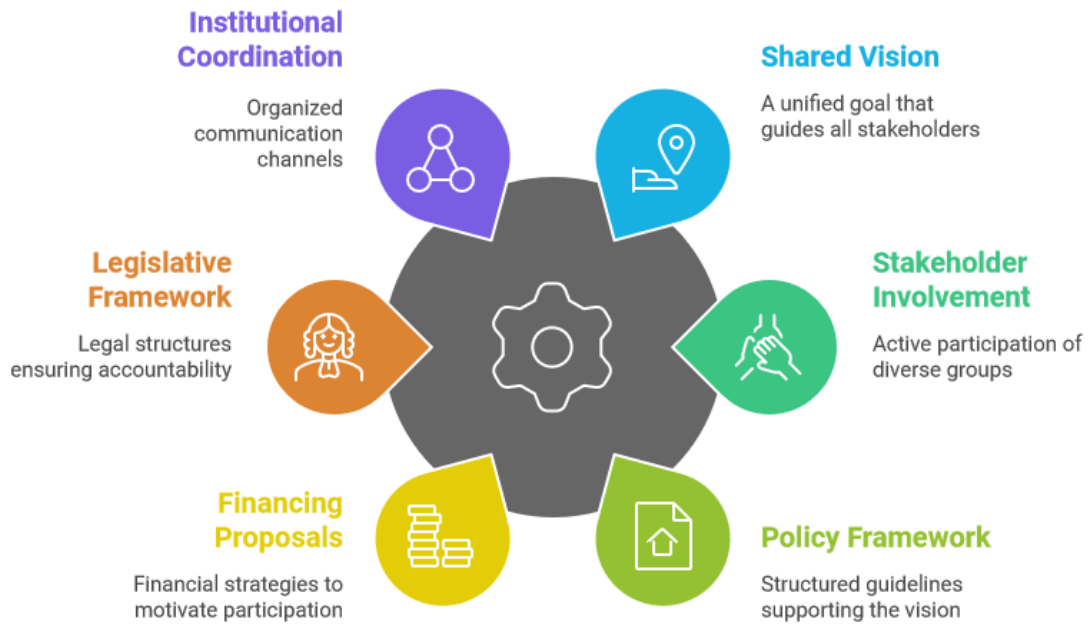 Institutional
Coordination
Organized
communication
channels
Shared Vision
A unified goal that
guides all stakeholders
Legislative
Framework
Legal structures
ensuring accountability
Stakeholder
Involvement
Active participation of
diverse groups
Financing
Proposals
Financial strategies to
motivate participation
Policy Framework
Structured guidelines
supporting the vision